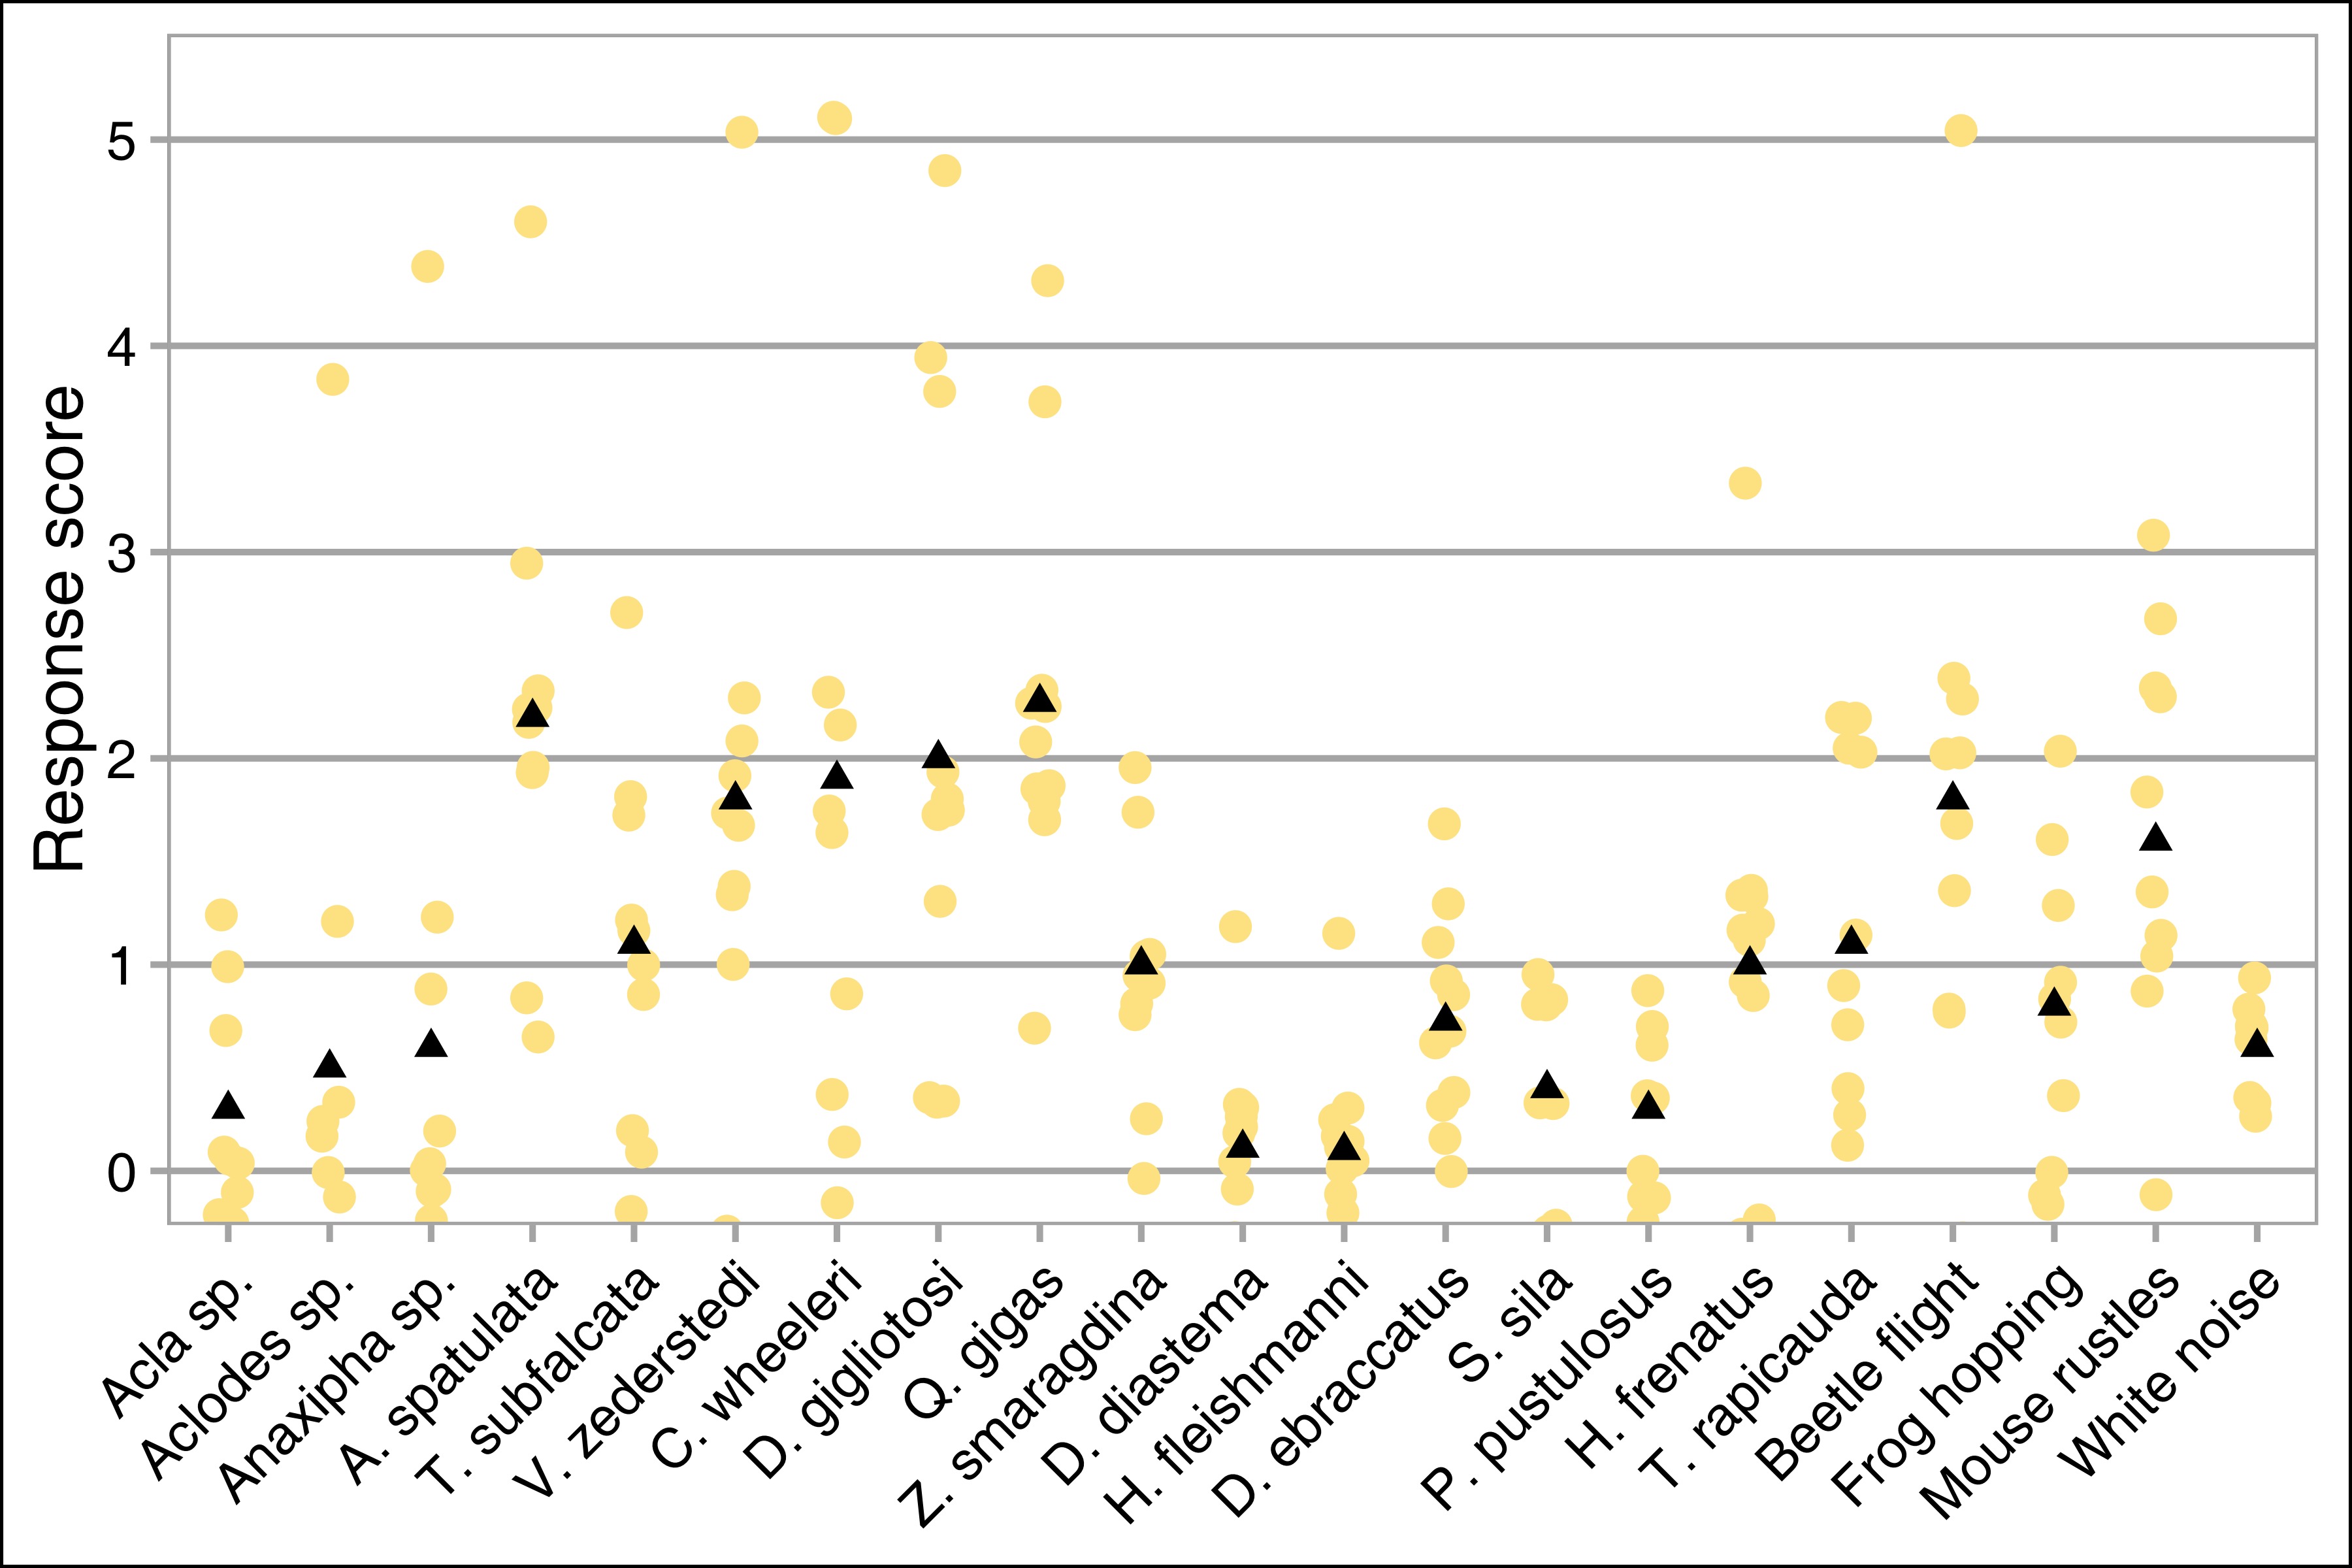 Response score
5
4
3
2
1
0
Acla sp.
Aclodes sp.
Anaxipha sp.
A. spatulata
T. subfalcata
V. zederstedi
C. wheeleri
D. gigliotosi
Q. gigas
Z. smaragdina
D. diastema
H. fleishmanni
D. ebraccatus
S. sila
P. pustulosus
H. frenatus
T. rapicauda
Beetle flight
Frog hopping
Mouse rustles
White noise